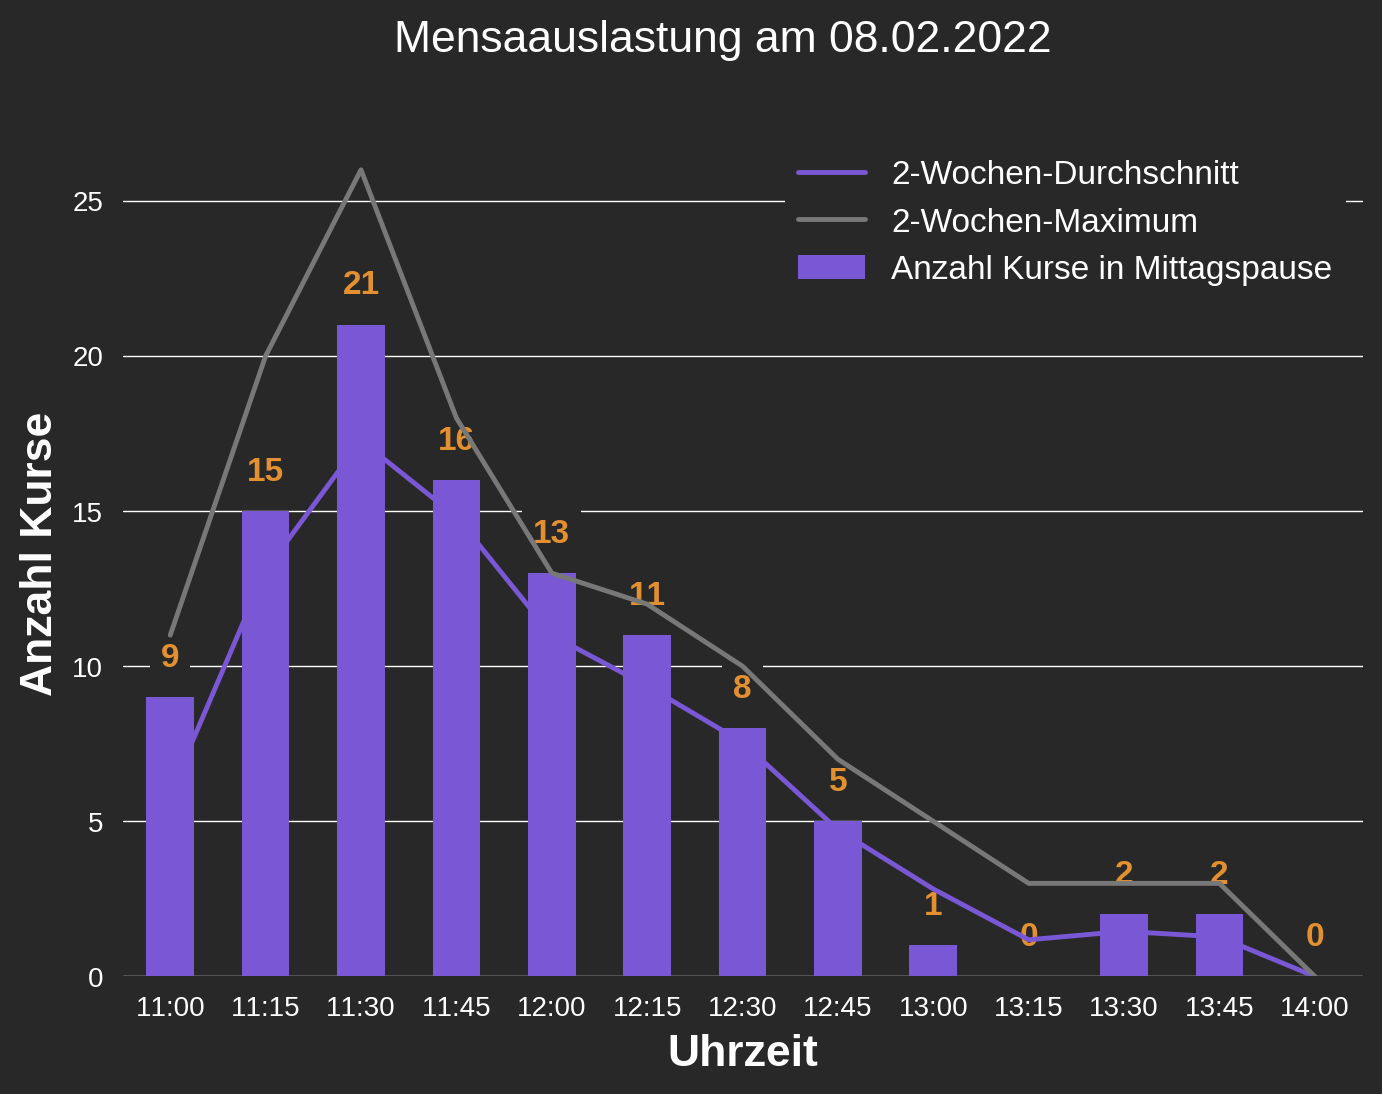 Mensaauslastung am 08.02.2022
2-Wochen-Durchschnitt
2-Wochen-Maximum
Anzahl Kurse in Mittagspause
Anzahl Kurse
25
20
15
10
5
0
9
15
21
16
13
11
8
5
1
0
2
2
0
11:00 11:15 11:30 11:45 12:00 12:15 12:30 12:45 13:00 13:15 13:30 13:45 14:00
Uhrzeit